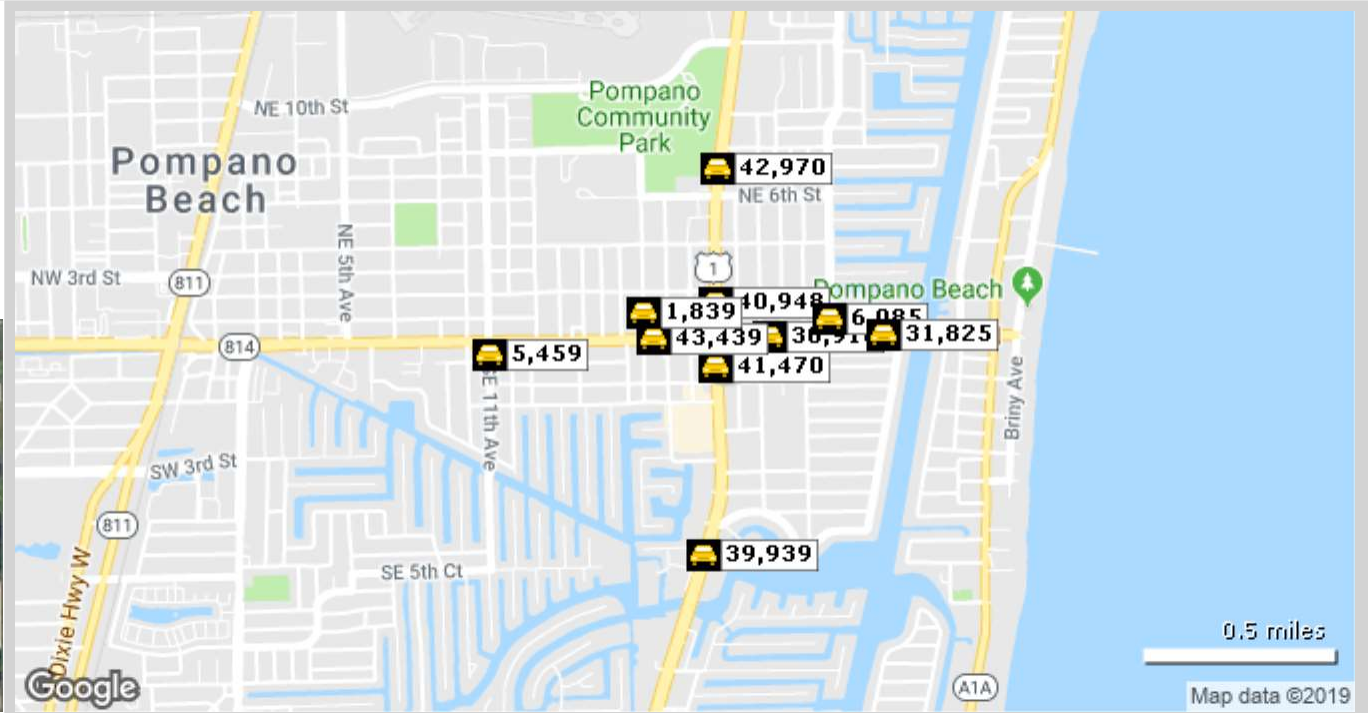 NE 10th St
Pompano
Community
Park
Pompano
Beach
42,970
NE 6th St
NE 5th Ave
1
NW 3rd St
811
Pompano Beach
40,948
1,839
6,085
43,439
31,825
814
5,459
41,470
SE 11th Ave
Briny Ave
SW 3rd St
811
39,939
SE 5th Ct
Dixie Hwy W
0.5 miles
A1A
Google
Map data ©2019